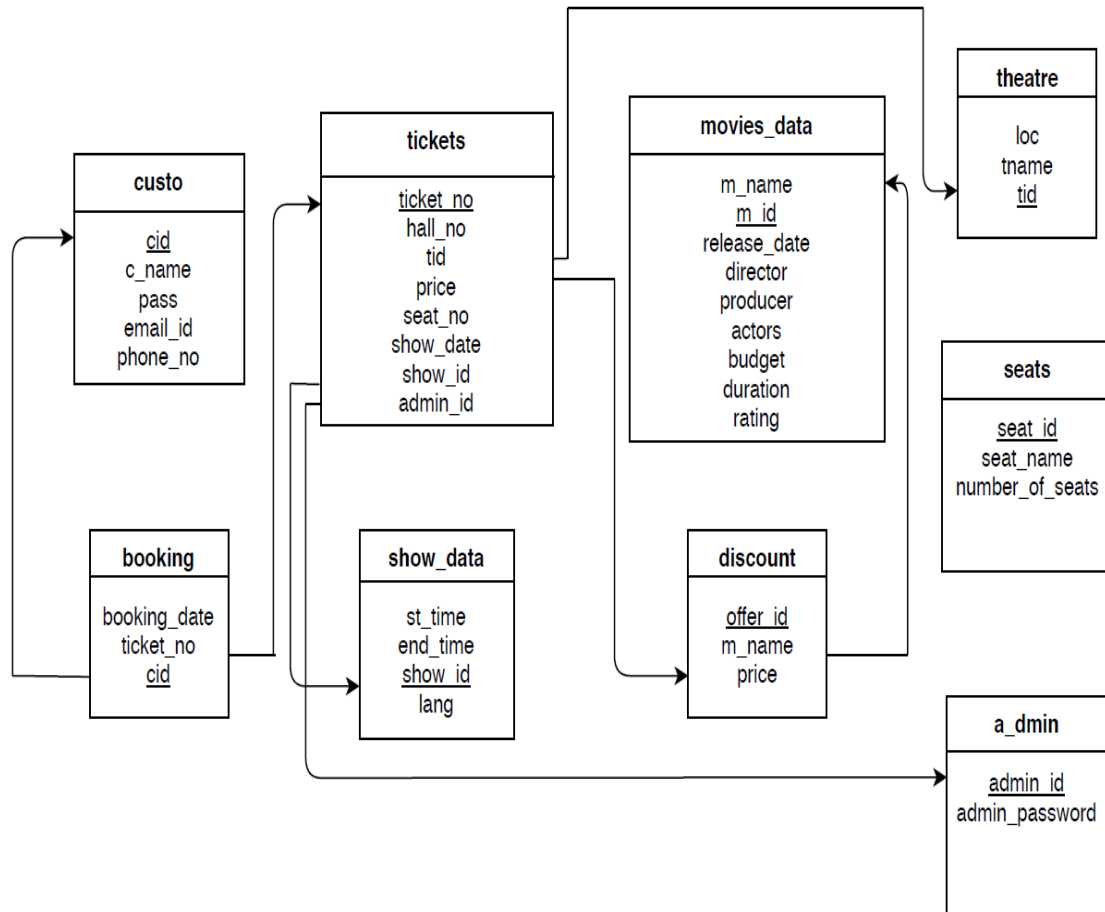 custo
cid
c_name
pass
email_id
phone_no
tickets
ticket_no
hall_no
tid
price
seat_no
show_date
show_id
admin_id
movies_data
m_name
m_id
release_date
director
producer
actors
budget
duration
rating
theatre
loc
tname
tid
seats
seat_id
seat_name
number_of_seats
booking
booking_date
ticket_no
cid
show_data
st_time
end_time
show_id
lang
discount
offer_id
m_name
price
a_dmin
admin_id
admin_password